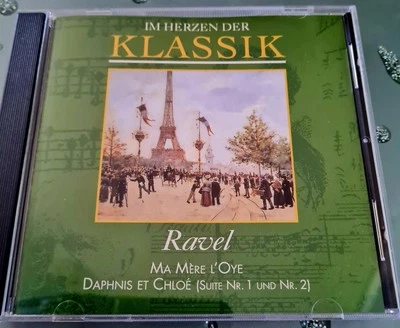 IM HERZEN DER
KLASSIK
Ravel
MA MÈRE L'OYE
DAPHNIS ET CHLOÉ (SUITE NR. 1 UND NR. 2)